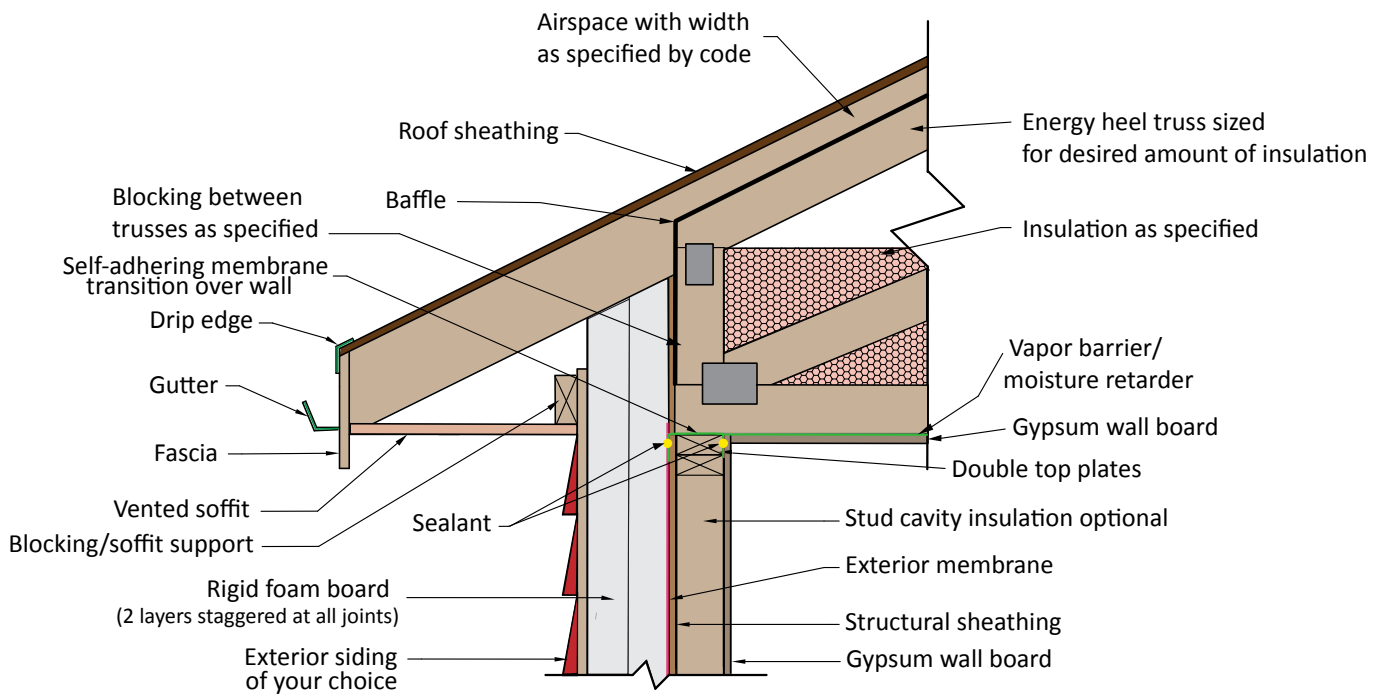 Airspace with width
as specified by code
Roof sheathing
Energy heel truss sized
for desired amount of insulation
Blocking between
trusses as specified
Baffle
Insulation as specified
Self-adhering membrane
transition over wall
Drip edge
Vapor barrier/
moisture retarder
Gutter
Gypsum wall board
Fascia
Double top plates
Vented soffit
Sealant
Stud cavity insulation optional
Blocking/soffit support
Exterior membrane
Rigid foam board
(2 layers staggered at all joints)
Structural sheathing
Exterior siding
of your choice
Gypsum wall board